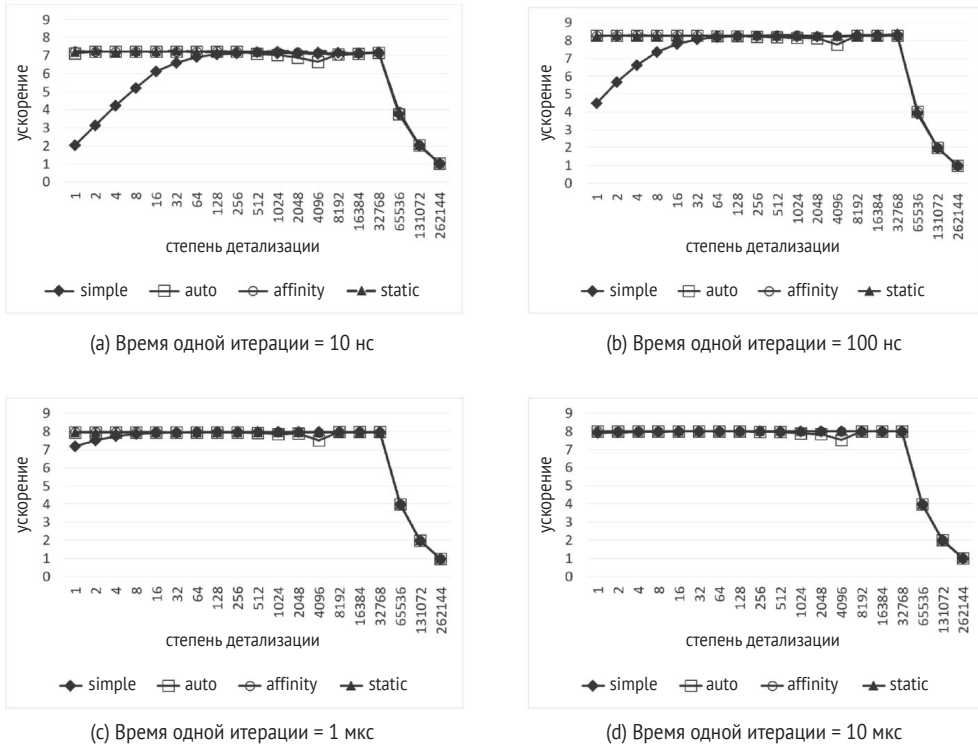 9
8
7
6
5
4
3
2
1
0
ускорение
1 2 4 8 16 32 64 128 256 512 1024 2048 4096 8192 16384 32768 65536 131072 262144
степень детализации
simple auto affinity static
(a) Время одной итерации = 10 нс
9
8
7
6
5
4
3
2
1
0
ускорение
1 2 4 8 16 32 64 128 256 512 1024 2048 4096 8192 16384 32768 65536 131072 262144
степень детализации
simple auto affinity static
(b) Время одной итерации = 100 нс
9
8
7
6
5
4
3
2
1
0
ускорение
1 2 4 8 16 32 64 128 256 512 1024 2048 4096 8192 16384 32768 65536 131072 262144
степень детализации
simple auto affinity static
(c) Время одной итерации = 1 мкс
9
8
7
6
5
4
3
2
1
0
ускорение
1 2 4 8 16 32 64 128 256 512 1024 2048 4096 8192 16384 32768 65536 131072 262144
степень детализации
simple auto affinity static
(d) Время одной итерации = 10 мкс